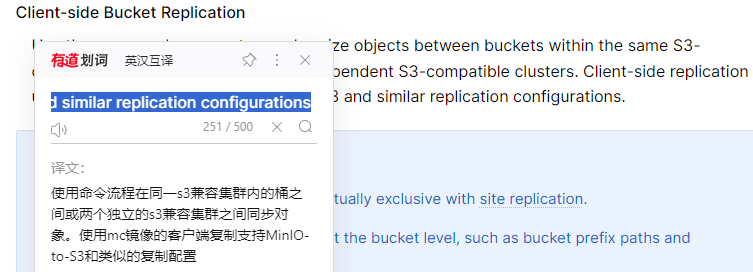 Client-side Bucket Replication
ize objects between buckets within the same S3-
pendent S3-compatible clusters. Client-side replication
3 and similar replication configurations.
有道划词 英汉互译
d similar replication configurations
251 / 500
译文：
使用命令流程在同一s3兼容集群内的桶之
间或两个独立的s3兼容集群之间同步对
象。使用mc镜像的客户端复制支持MinIO-
to-S3和类似的复制配置
tually exclusive with site replication.
t the bucket level, such as bucket prefix paths and